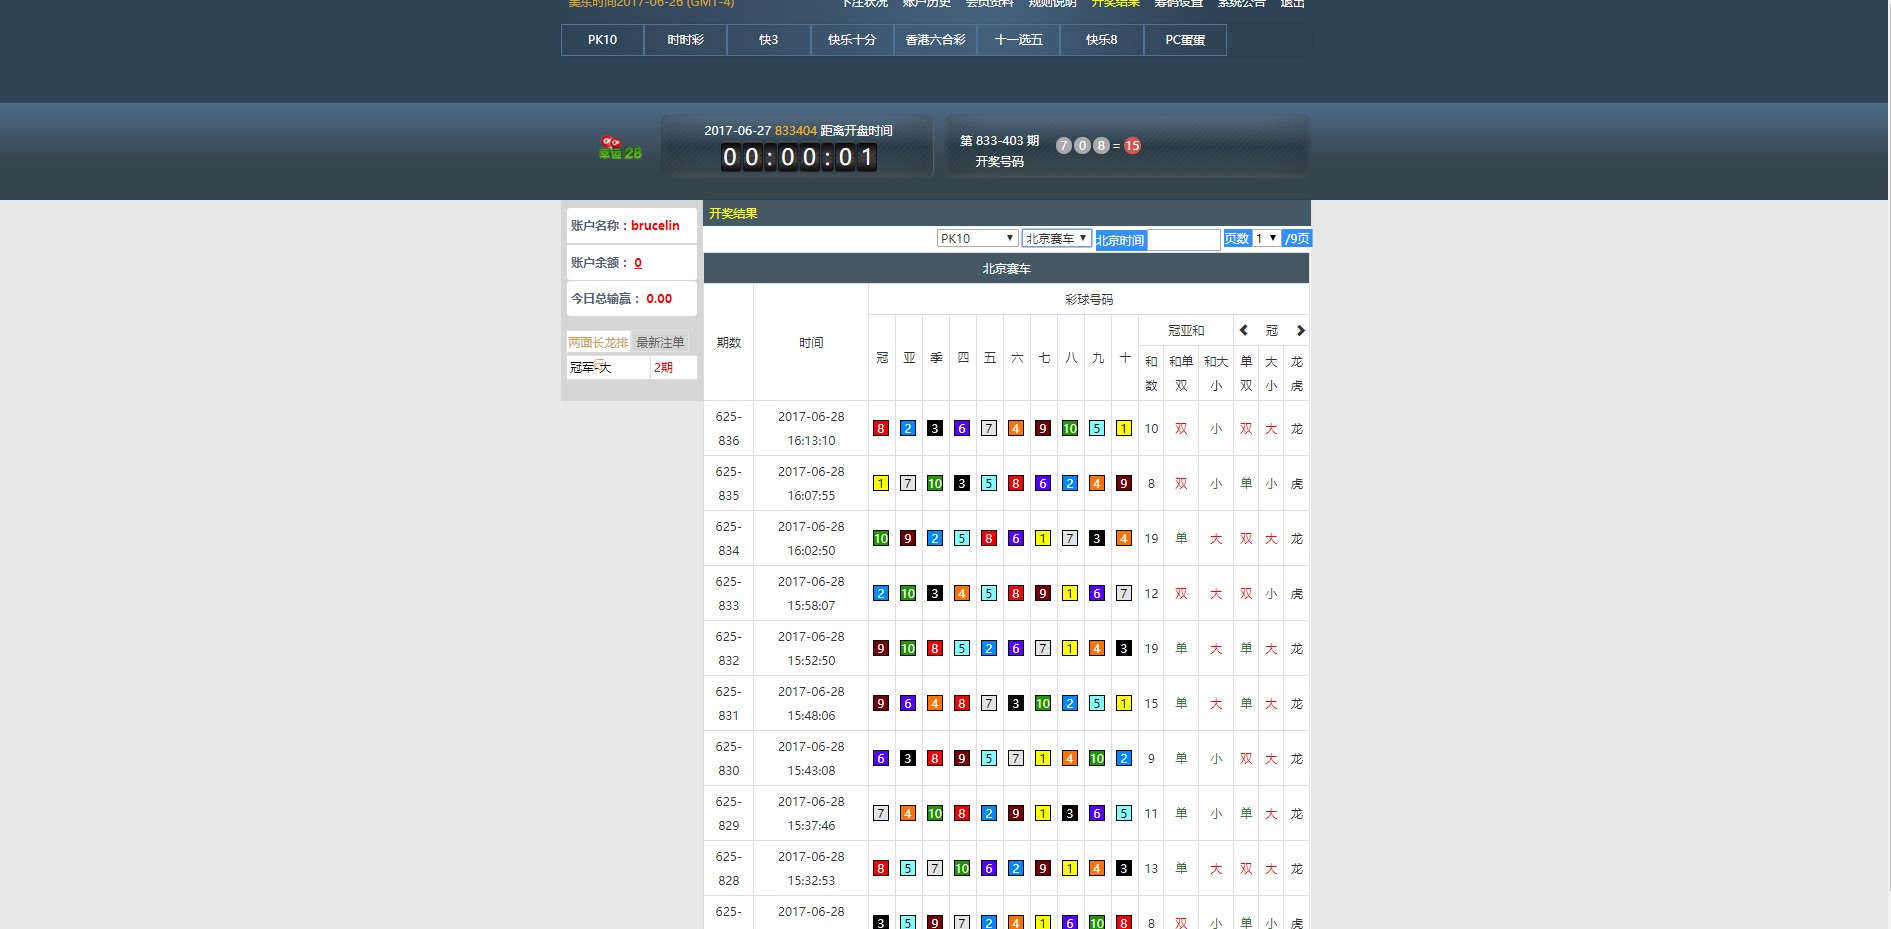 美东时间2017-06-26 (GMT-4)
下注状况 账户历史 会员资料 规则说明 开奖结果 筹码设置 系统公告 退出
PK10 时时彩 快3 快乐十分 香港六合彩 十一选五 快乐8 PC蛋蛋
2017-06-27 833404 距离开盘时间
00:00:01
第 833-403 期
开奖号码
7 0 8 = 15
幸运28
账户名称：brucelin
账户余额： 0
今日总输赢： 0.00
两面长龙排 最新注单
冠军 大 2期
开奖结果
PK10 北京赛车 北京时间 页数 1 /9页
北京赛车
期数 时间 彩球号码
冠 亚 季 四 五 六 七 八 九 十 冠亚和 冠
和数 和单双 和大小 单双 大小 龙虎
625-836 2017-06-28 16:13:10 8 2 3 6 7 4 9 10 5 1 10 双 小 双 大 龙
625-835 2017-06-28 16:07:55 1 7 10 3 5 8 6 2 4 9 8 双 小 单 小 虎
625-834 2017-06-28 16:02:50 10 9 2 5 8 6 1 7 3 4 19 单 大 双 大 龙
625-833 2017-06-28 15:58:07 2 10 3 4 5 8 9 1 6 7 12 双 大 双 小 虎
625-832 2017-06-28 15:52:50 9 10 8 5 2 6 7 1 4 3 19 单 大 单 大 龙
625-831 2017-06-28 15:48:06 9 6 4 8 7 3 10 2 5 1 15 单 大 单 大 龙
625-830 2017-06-28 15:43:08 6 3 8 9 5 7 1 4 10 2 9 单 小 双 大 龙
625-829 2017-06-28 15:37:46 7 4 10 8 2 9 1 3 6 5 11 单 小 单 大 龙
625-828 2017-06-28 15:32:53 8 5 7 10 6 2 9 1 4 3 13 单 大 双 大 龙
625- 2017-06-28 3 5 9 7 2 4 1 6 10 8 8 双 小 单 小 虎